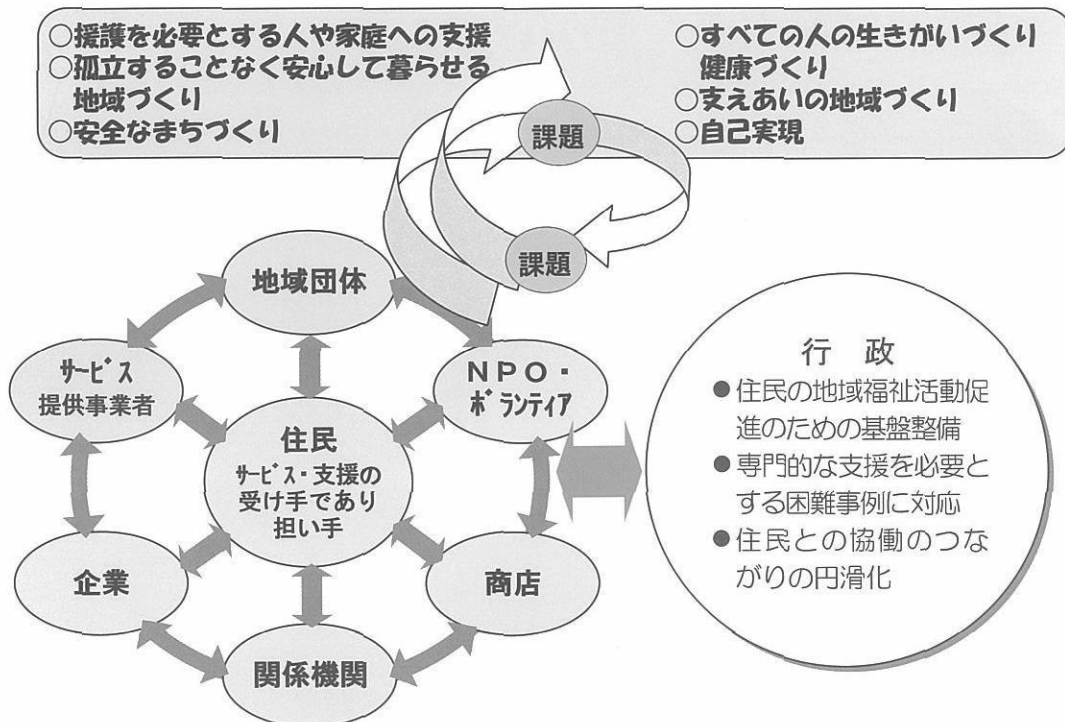 ○援護を必要とする人や家庭への支援
○孤立することなく安心して暮らせる
地域づくり
○安全なまちづくり
○すべての人の生きがいづくり
健康づくり
○支えあいの地域づくり
○自己実現
課題
課題
地域団体
サービス
提供事業者
NPO・
ボランティア
住民
サービス・支援の
受け手であり
担い手
企業
商店
関係機関
行 政
●住民の地域福祉活動促
進のための基盤整備
●専門的な支援を必要と
する困難事例に対応
●住民との協働のつな
がりの円滑化